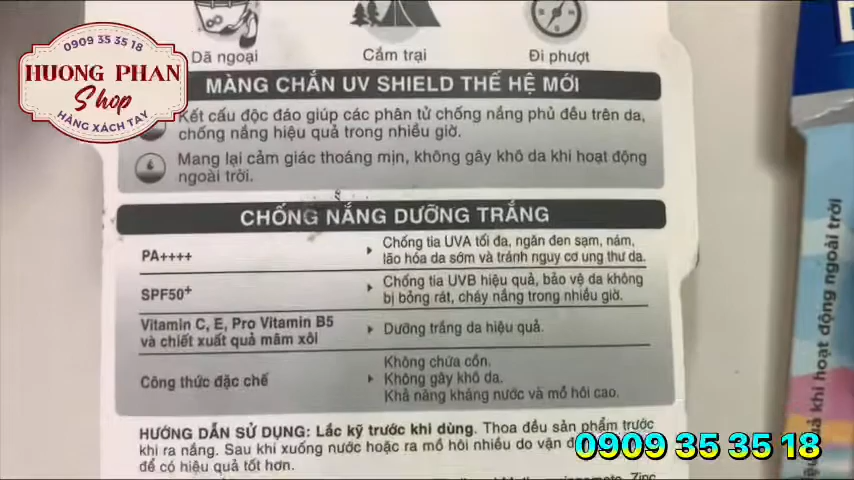 0909 35 35 18
HUONG PHAN
Shop
HÀNG XÁCH TAY
Dã ngoại
Cắm trại
Đi phượt
MÀNG CHẮN UV SHIELD THẾ HỆ MỚI
Kết cấu độc đáo giúp các phân tử chống nắng phủ đều trên da,
chống nắng hiệu quả trong nhiều giờ.
Mang lại cảm giác thoáng mịn, không gây khô da khi hoạt động
ngoài trời.
CHỐNG NẮNG DƯỠNG TRẮNG
PA++++
Chống tia UVA tối đa, ngăn đen sạm, nám,
lão hóa da sớm và tránh nguy cơ ung thư da.
SPF50+
Chống tia UVB hiệu quả, bảo vệ da không
bị bỏng rát, cháy nắng trong nhiều giờ.
Vitamin C, E, Pro Vitamin B5
và chiết xuất quả mâm xôi
Dưỡng trắng da hiệu quả.
Công thức đặc chế
Không chứa cồn.
Không gây khô da.
Khả năng kháng nước và mồ hôi cao.
HƯỚNG DẪN SỬ DỤNG: Lắc kỹ trước khi dùng. Thoa đều sản phẩm trước
khi ra nắng. Sau khi xuống nước hoặc ra mồ hôi nhiều do vận
để có hiệu quả tốt hơn.
0909 35 35 18
khi hoạt động ngoài trời